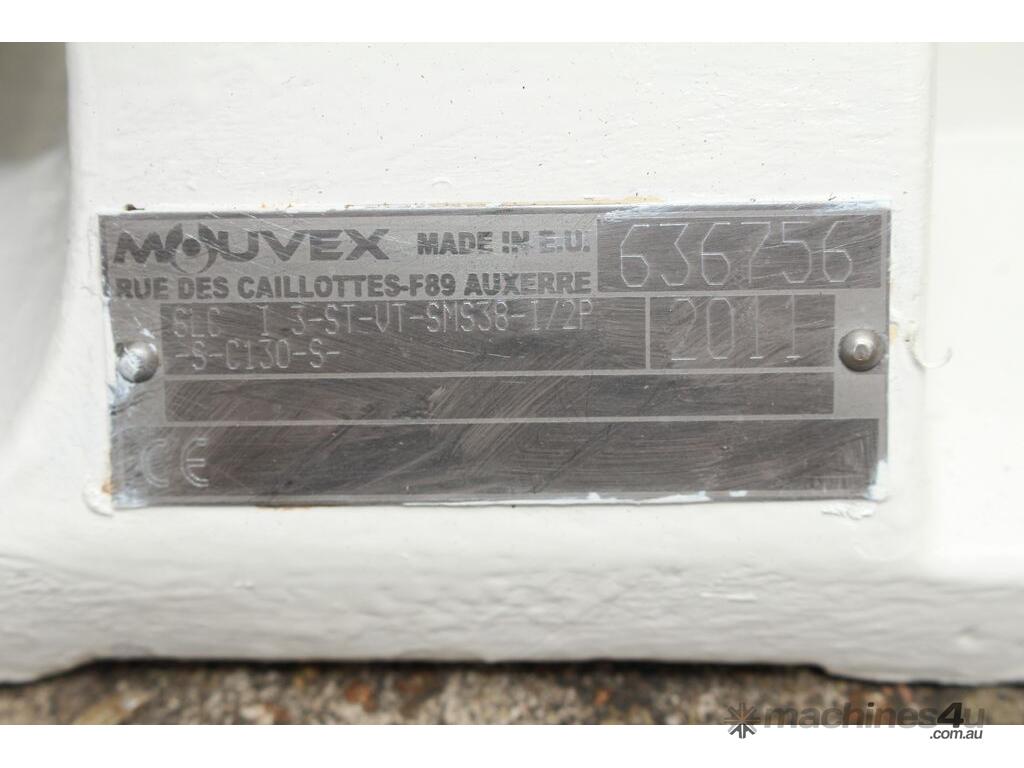 MOUVEX MADE IN E.U. 636756
RUE DES CAILLOTTES-F89 AUXERRE
GLC I 3-ST-VT-SMS38-1/2P 2011
-S-C130-S-
CE
machines4u
.com.au